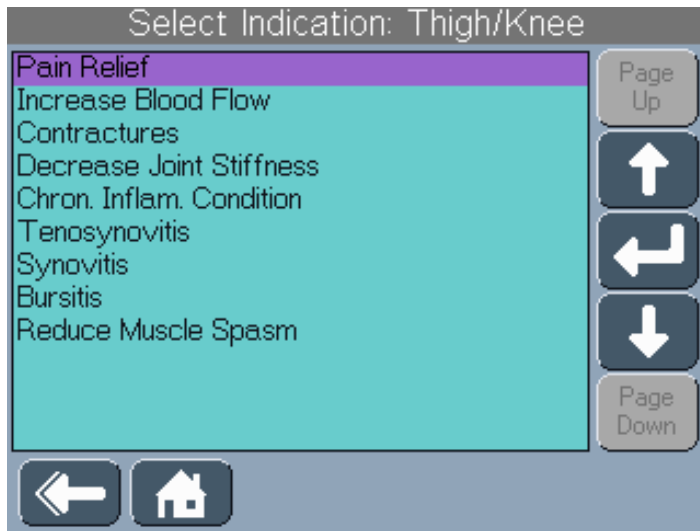 Select Indication: Thigh/Knee
Pain Relief
Increase Blood Flow
Contractures
Decrease Joint Stiffness
Chron. Inflam. Condition
Tenosynovitis
Synovitis
Bursitis
Reduce Muscle Spasm
Page
Up
Page
Down